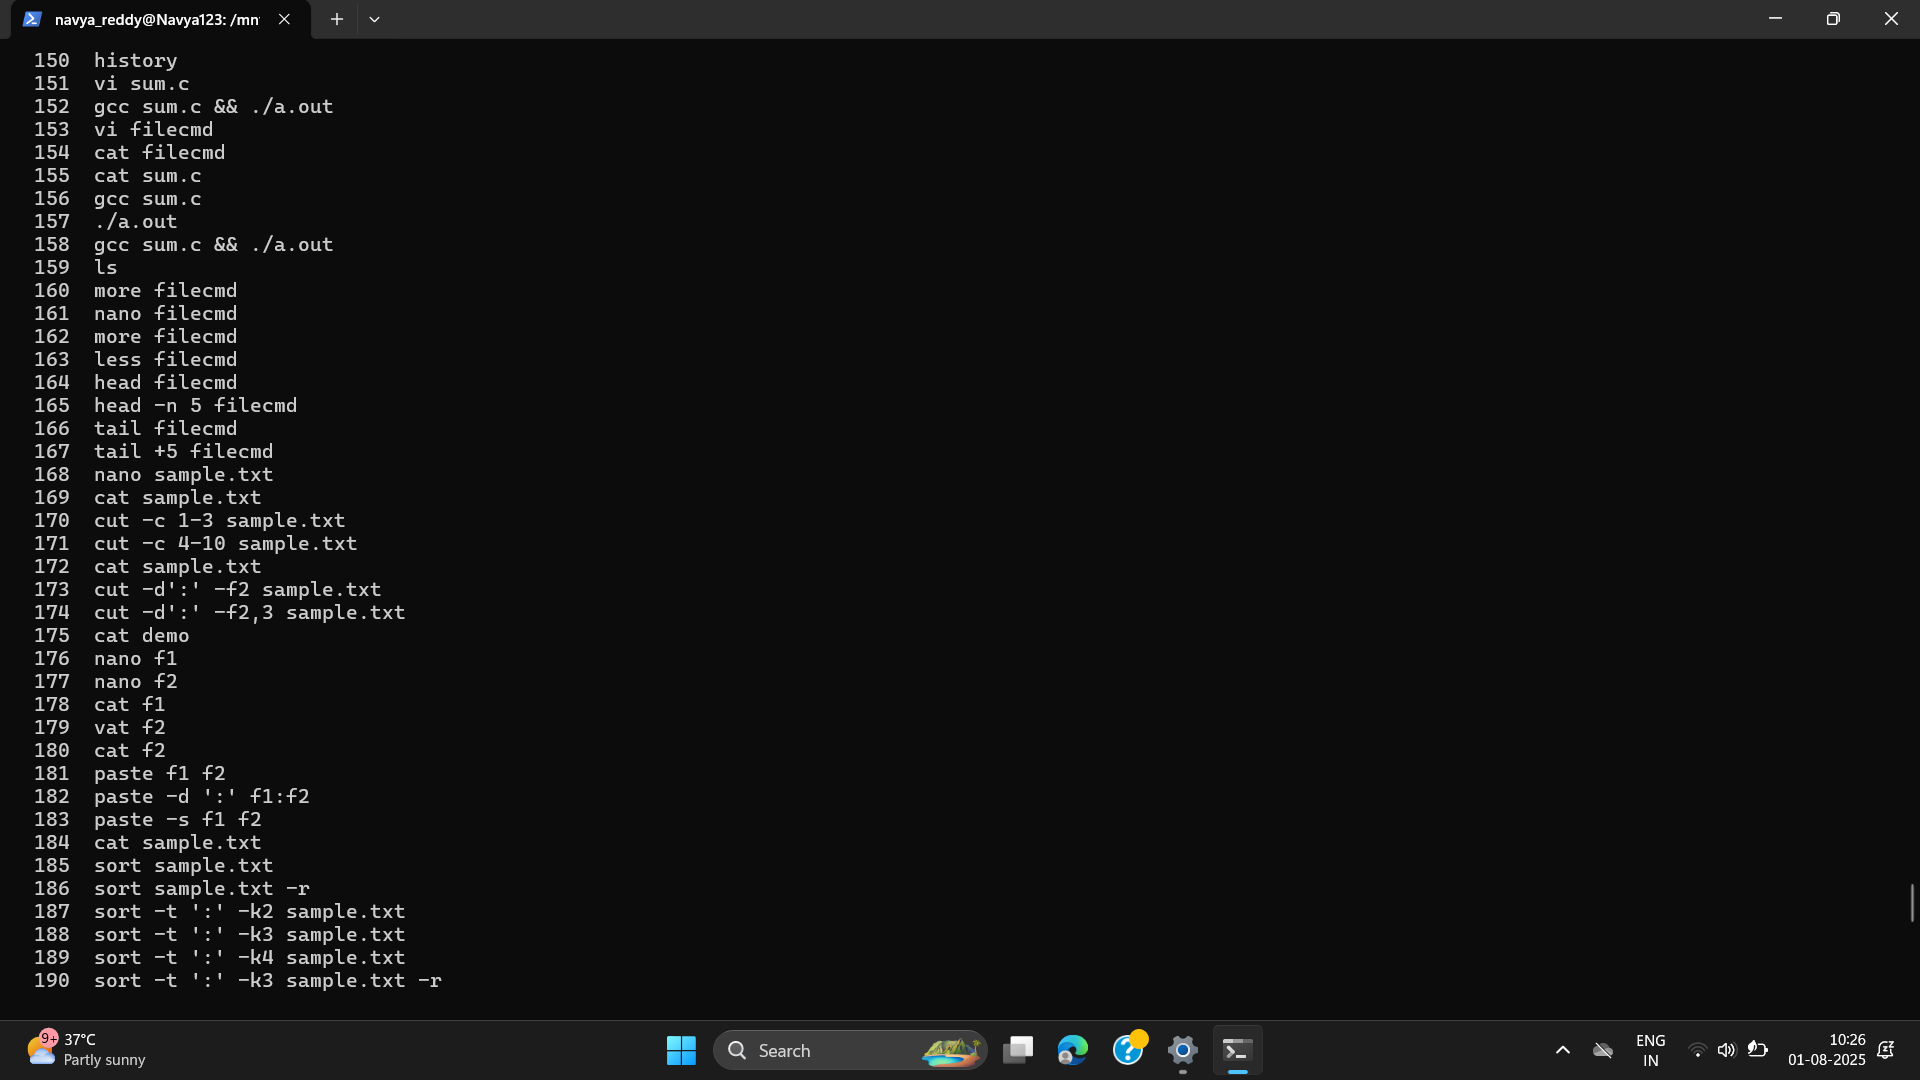 navya_reddy@Navya123: /mn
150 history
151 vi sum.c
152 gcc sum.c && ./a.out
153 vi filecmd
154 cat filecmd
155 cat sum.c
156 gcc sum.c
157 ./a.out
158 gcc sum.c && ./a.out
159 ls
160 more filecmd
161 nano filecmd
162 more filecmd
163 less filecmd
164 head filecmd
165 head -n 5 filecmd
166 tail filecmd
167 tail +5 filecmd
168 nano sample.txt
169 cat sample.txt
170 cut -c 1-3 sample.txt
171 cut -c 4-10 sample.txt
172 cat sample.txt
173 cut -d':' -f2 sample.txt
174 cut -d':' -f2,3 sample.txt
175 cat demo
176 nano f1
177 nano f2
178 cat f1
179 vat f2
180 cat f2
181 paste f1 f2
182 paste -d ':' f1:f2
183 paste -s f1 f2
184 cat sample.txt
185 sort sample.txt
186 sort sample.txt -r
187 sort -t ':' -k2 sample.txt
188 sort -t ':' -k3 sample.txt
189 sort -t ':' -k4 sample.txt
190 sort -t ':' -k3 sample.txt -r
9+
37°C
Partly sunny
Search
ENG
IN
10:26
01-08-2025